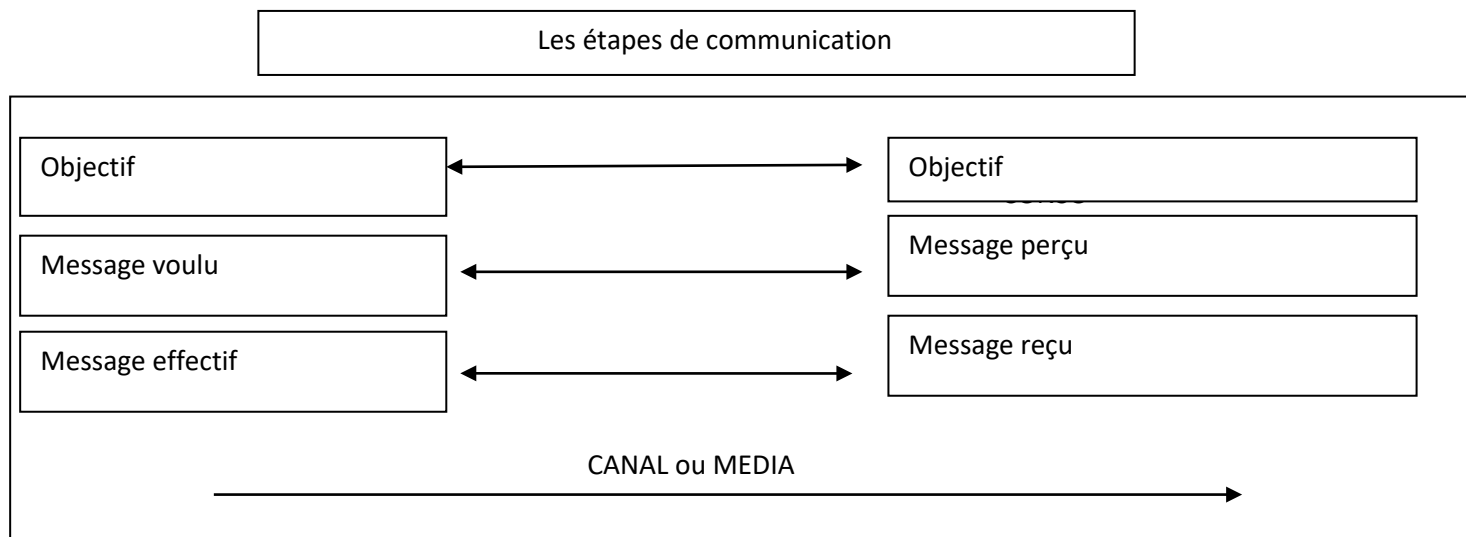 Les étapes de communication
Objectif
Objectif
Message voulu
Message perçu
Message effectif
Message reçu
CANAL ou MEDIA